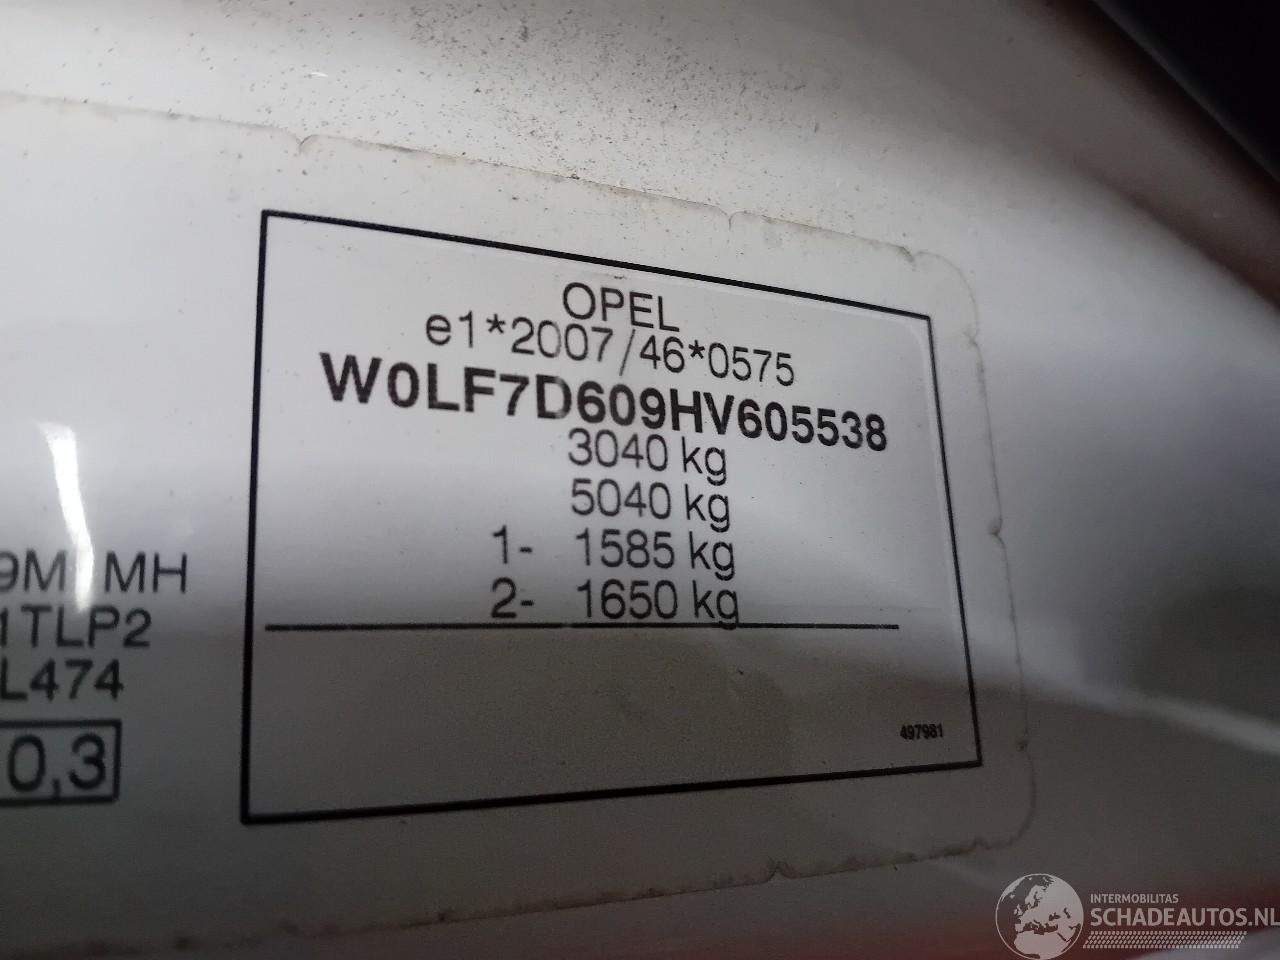 OPEL
e1*2007/46*0575
W0LF7D609HV605538
3040 kg
5040 kg
1- 1585 kg
2- 1650 kg
497981
9M MH
1TLP2
L474
0,3
INTERMOBILITAS
SCHADEAUTOS.NL